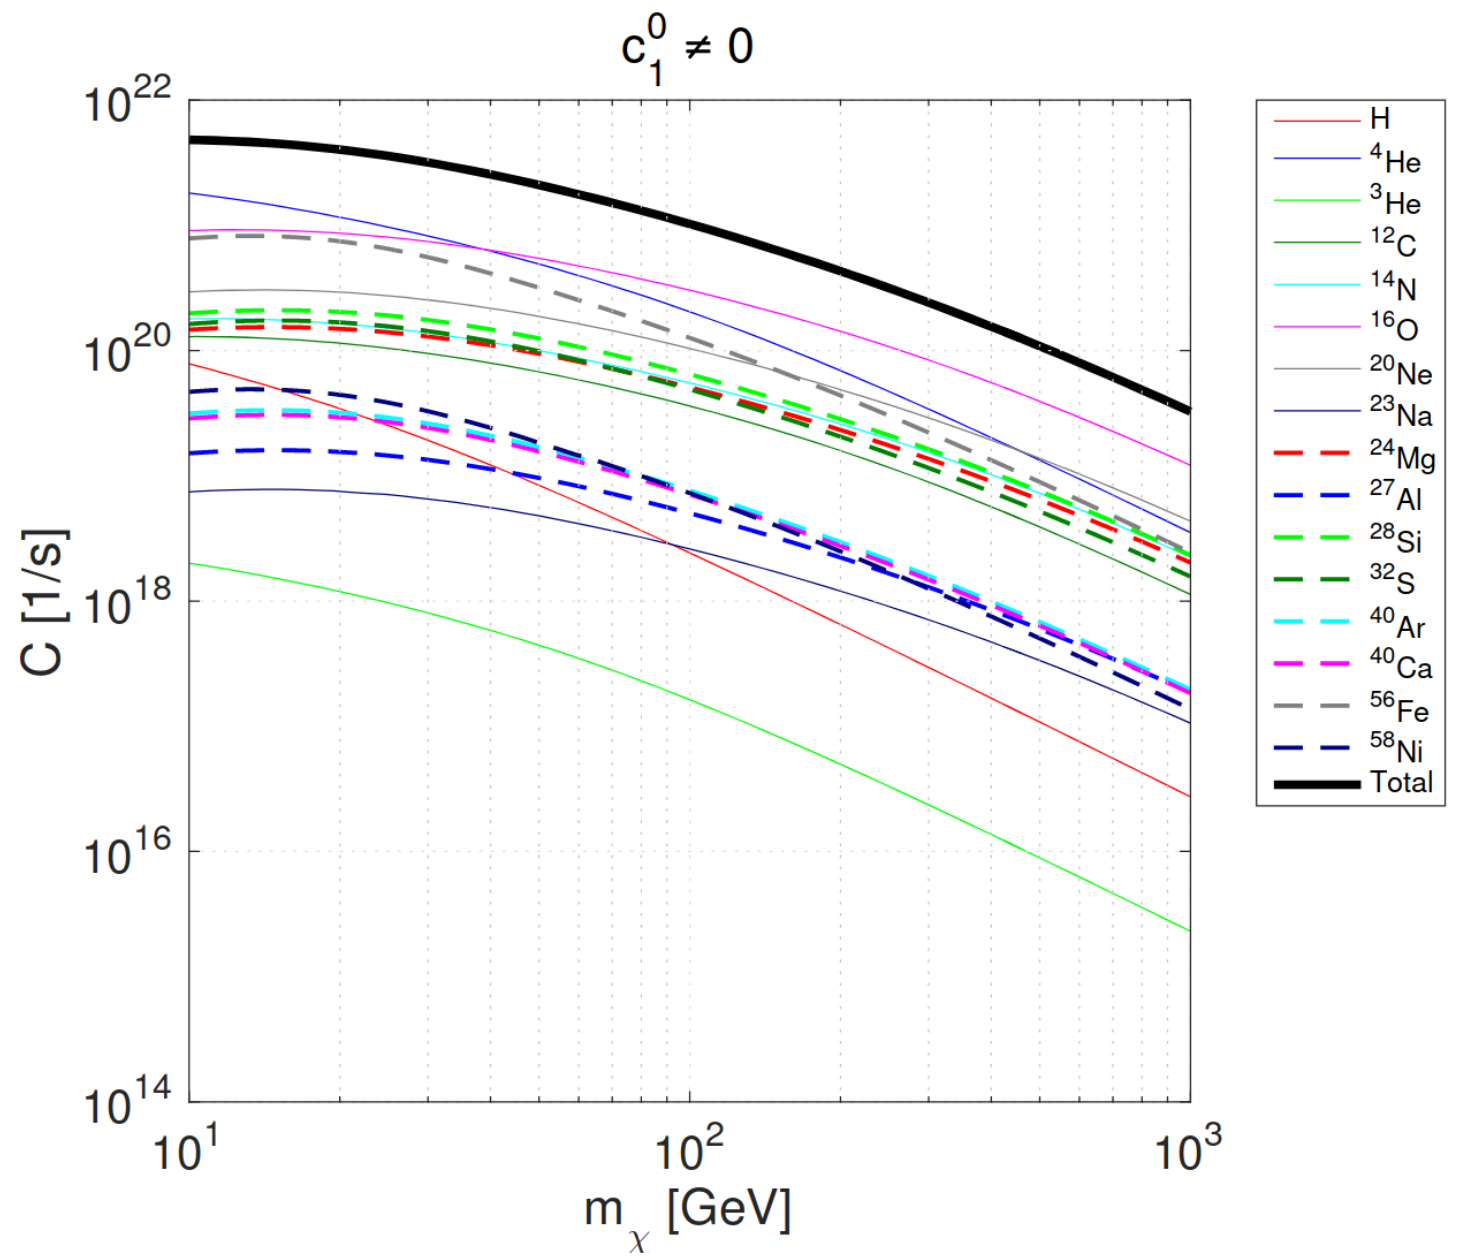 c₁⁰ ≠ 0
10²²
10²⁰
10¹⁸
10¹⁶
10¹⁴
C [1/s]
10¹
10²
10³
mᵪ [GeV]
H
⁴He
³He
¹²C
¹⁴N
¹⁶O
²⁰Ne
²³Na
²⁴Mg
²⁷Al
²⁸Si
³²S
⁴⁰Ar
⁴⁰Ca
⁵⁶Fe
⁵⁸Ni
Total